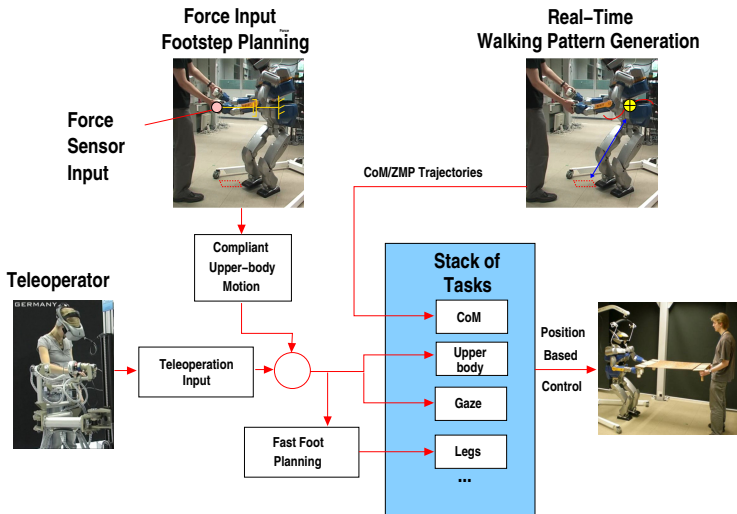 Force Input
Footstep Planning
Force
Real-Time
Walking Pattern Generation
Force
Sensor
Input
CoM/ZMP Trajectories
Compliant
Upper-body
Motion
Teleoperator
GERMANY
Stack of
Tasks
CoM
Position
Based
Control
Upper
body
Teleoperation
Input
Gaze
Fast Foot
Planning
Legs
...